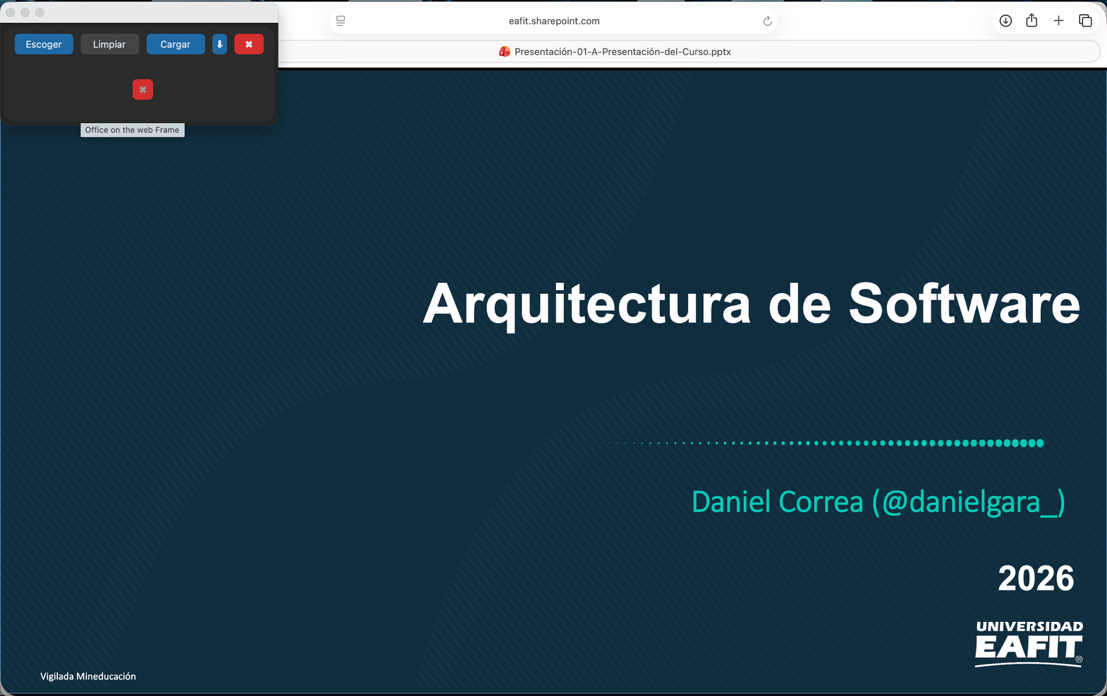 eafit.sharepoint.com
Escoger Limpiar Cargar
Presentación-01-A-Presentación-del-Curso.pptx
Office on the web Frame
Arquitectura de Software
Daniel Correa (@danielgara_)
2026
UNIVERSIDAD
EAFIT®
Vigilada Mineducación